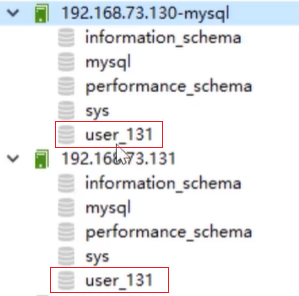 192.168.73.130-mysql
information_schema
mysql
performance_schema
sys
user_131
192.168.73.131
information_schema
mysql
performance_schema
sys
user_131